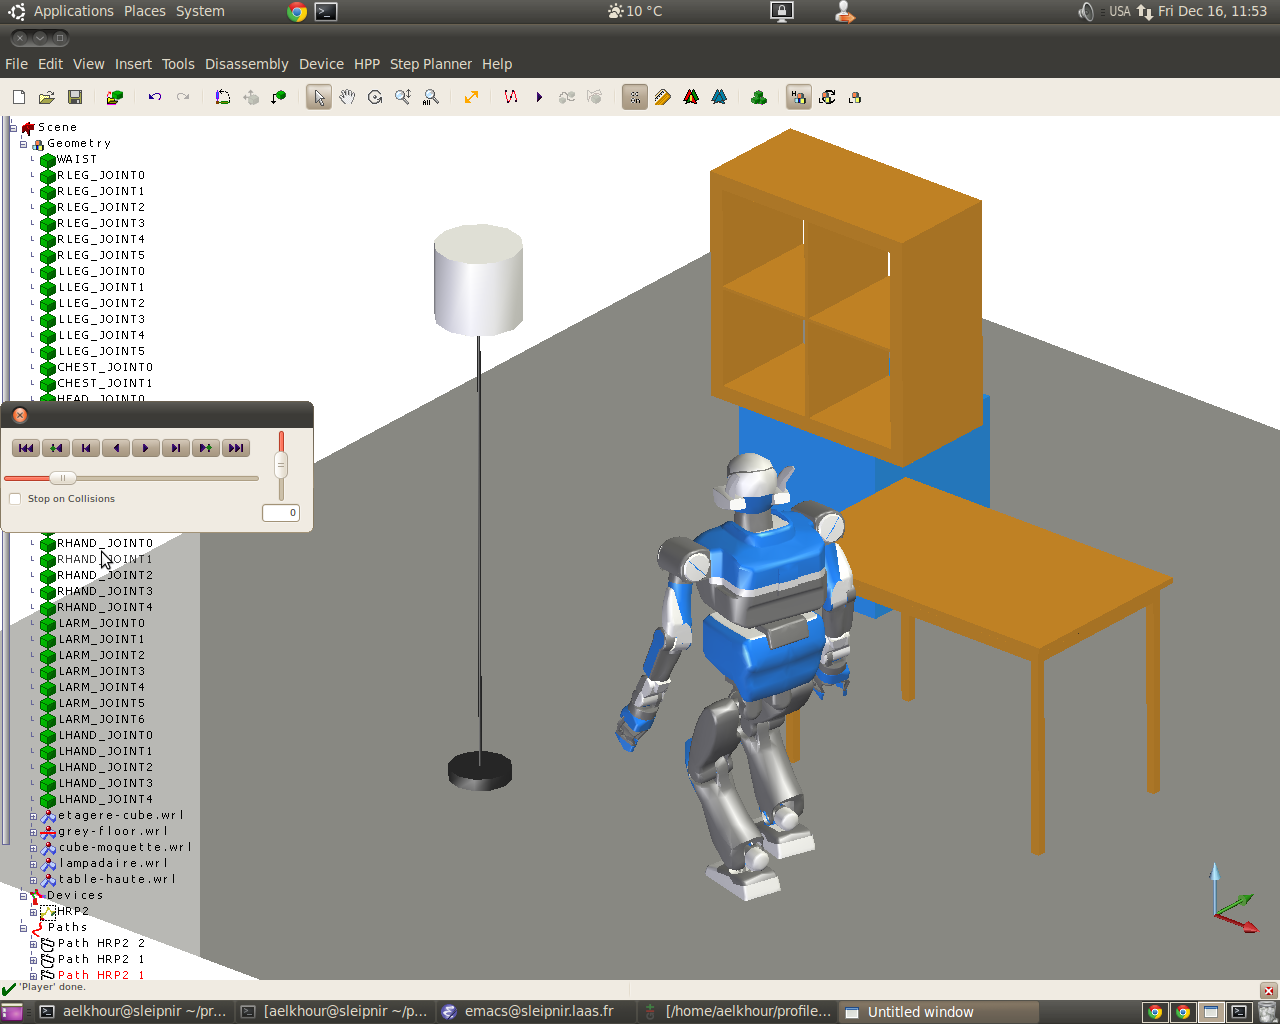 Applications Places System 10 °C USA Fri Dec 16, 11:53
File Edit View Insert Tools Disassembly Device HPP Step Planner Help
Scene
Geometry
WAIST
RLEG_JOINT0
RLEG_JOINT1
RLEG_JOINT2
RLEG_JOINT3
RLEG_JOINT4
RLEG_JOINT5
LLEG_JOINT0
LLEG_JOINT1
LLEG_JOINT2
LLEG_JOINT3
LLEG_JOINT4
LLEG_JOINT5
CHEST_JOINT0
CHEST_JOINT1
HEAD_JOINT0
Stop on Collisions
0
RHAND_JOINT0
RHAND_JOINT1
RHAND_JOINT2
RHAND_JOINT3
RHAND_JOINT4
LARM_JOINT0
LARM_JOINT1
LARM_JOINT2
LARM_JOINT3
LARM_JOINT4
LARM_JOINT5
LARM_JOINT6
LHAND_JOINT0
LHAND_JOINT1
LHAND_JOINT2
LHAND_JOINT3
LHAND_JOINT4
etagere-cube.wrl
grey-floor.wrl
cube-moquette.wrl
lampadaire.wrl
table-haute.wrl
Devices
HRP2
Paths
Path HRP2 2
Path HRP2 1
Path HRP2 1
'Player' done.
aelkhour@sleipnir ~/pr... [aelkhour@sleipnir ~/p... emacs@sleipnir.laas.fr [/home/aelkhour/profile... Untitled window